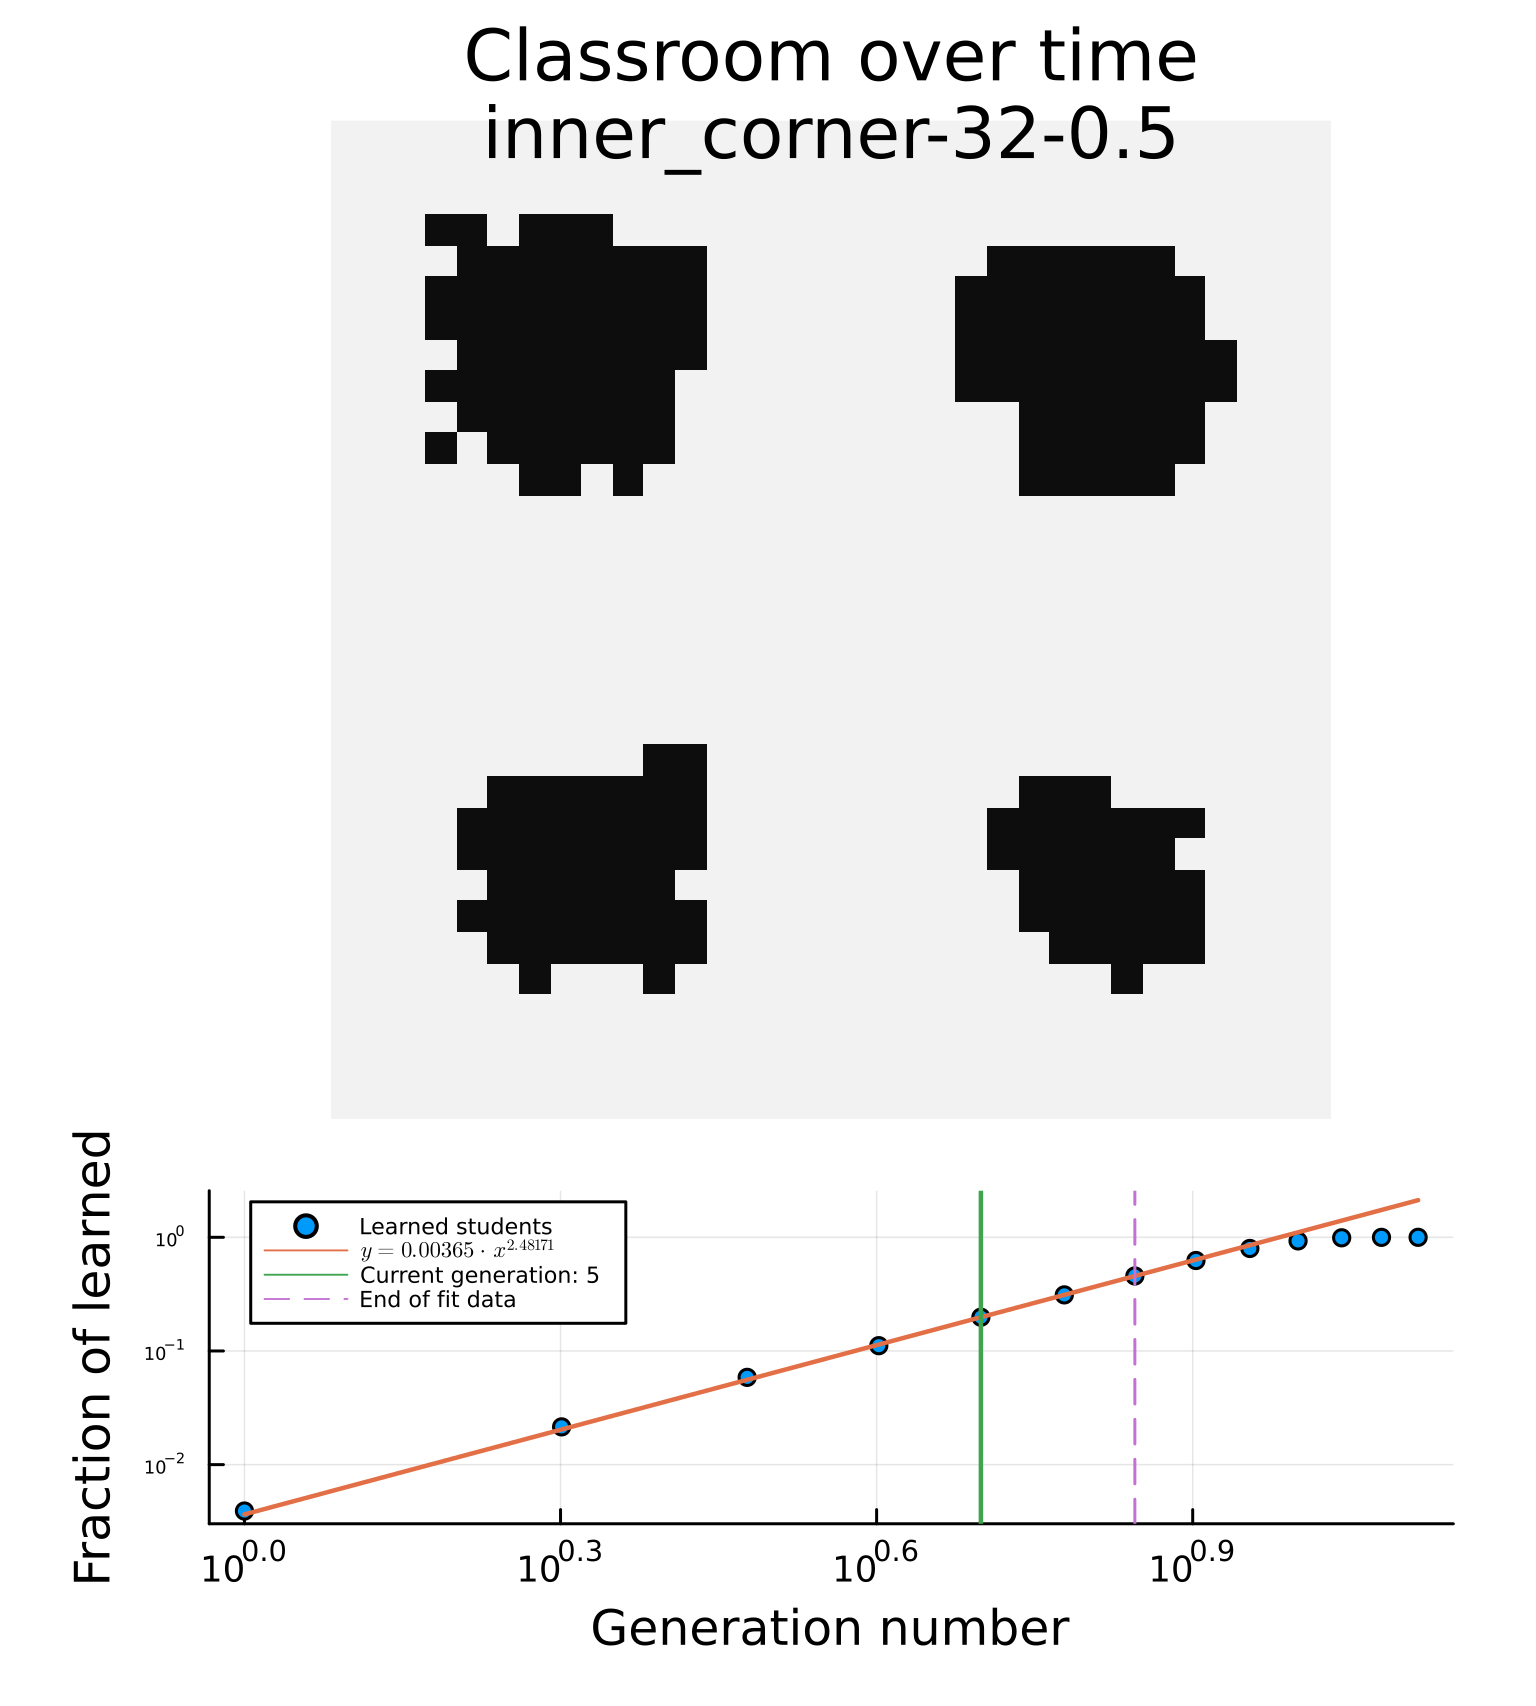 Classroom over time
inner_corner-32-0.5
Fraction of learned
10⁰
10⁻¹
10⁻²
Learned students
y = 0.00365 · x^2.48171
Current generation: 5
End of fit data
10^0.0
10^0.3
10^0.6
10^0.9
Generation number